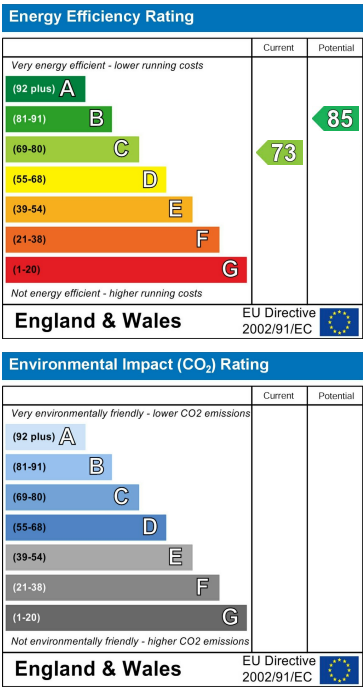 Energy Efficiency Rating
Current Potential
Very energy efficient - lower running costs
(92 plus) A
(81-91) B
(69-80) C
(55-68) D
(39-54) E
(21-38) F
(1-20) G
73
85
Not energy efficient - higher running costs
England & Wales
EU Directive
2002/91/EC
Environmental Impact (CO₂) Rating
Current Potential
Very environmentally friendly - lower CO2 emissions
(92 plus) A
(81-91) B
(69-80) C
(55-68) D
(39-54) E
(21-38) F
(1-20) G
Not environmentally friendly - higher CO2 emissions
England & Wales
EU Directive
2002/91/EC